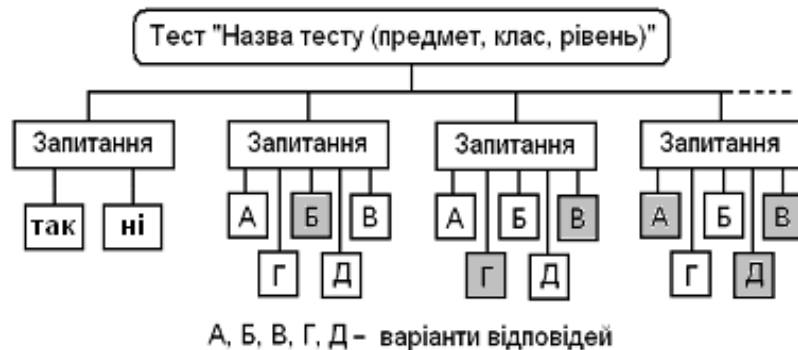 Тест "Назва тесту (предмет, клас, рівень)"
Запитання Запитання Запитання Запитання
так ні А Б В А Б В А Б В
Г Д Г Д Г Д
А, Б, В, Г, Д – варіанти відповідей